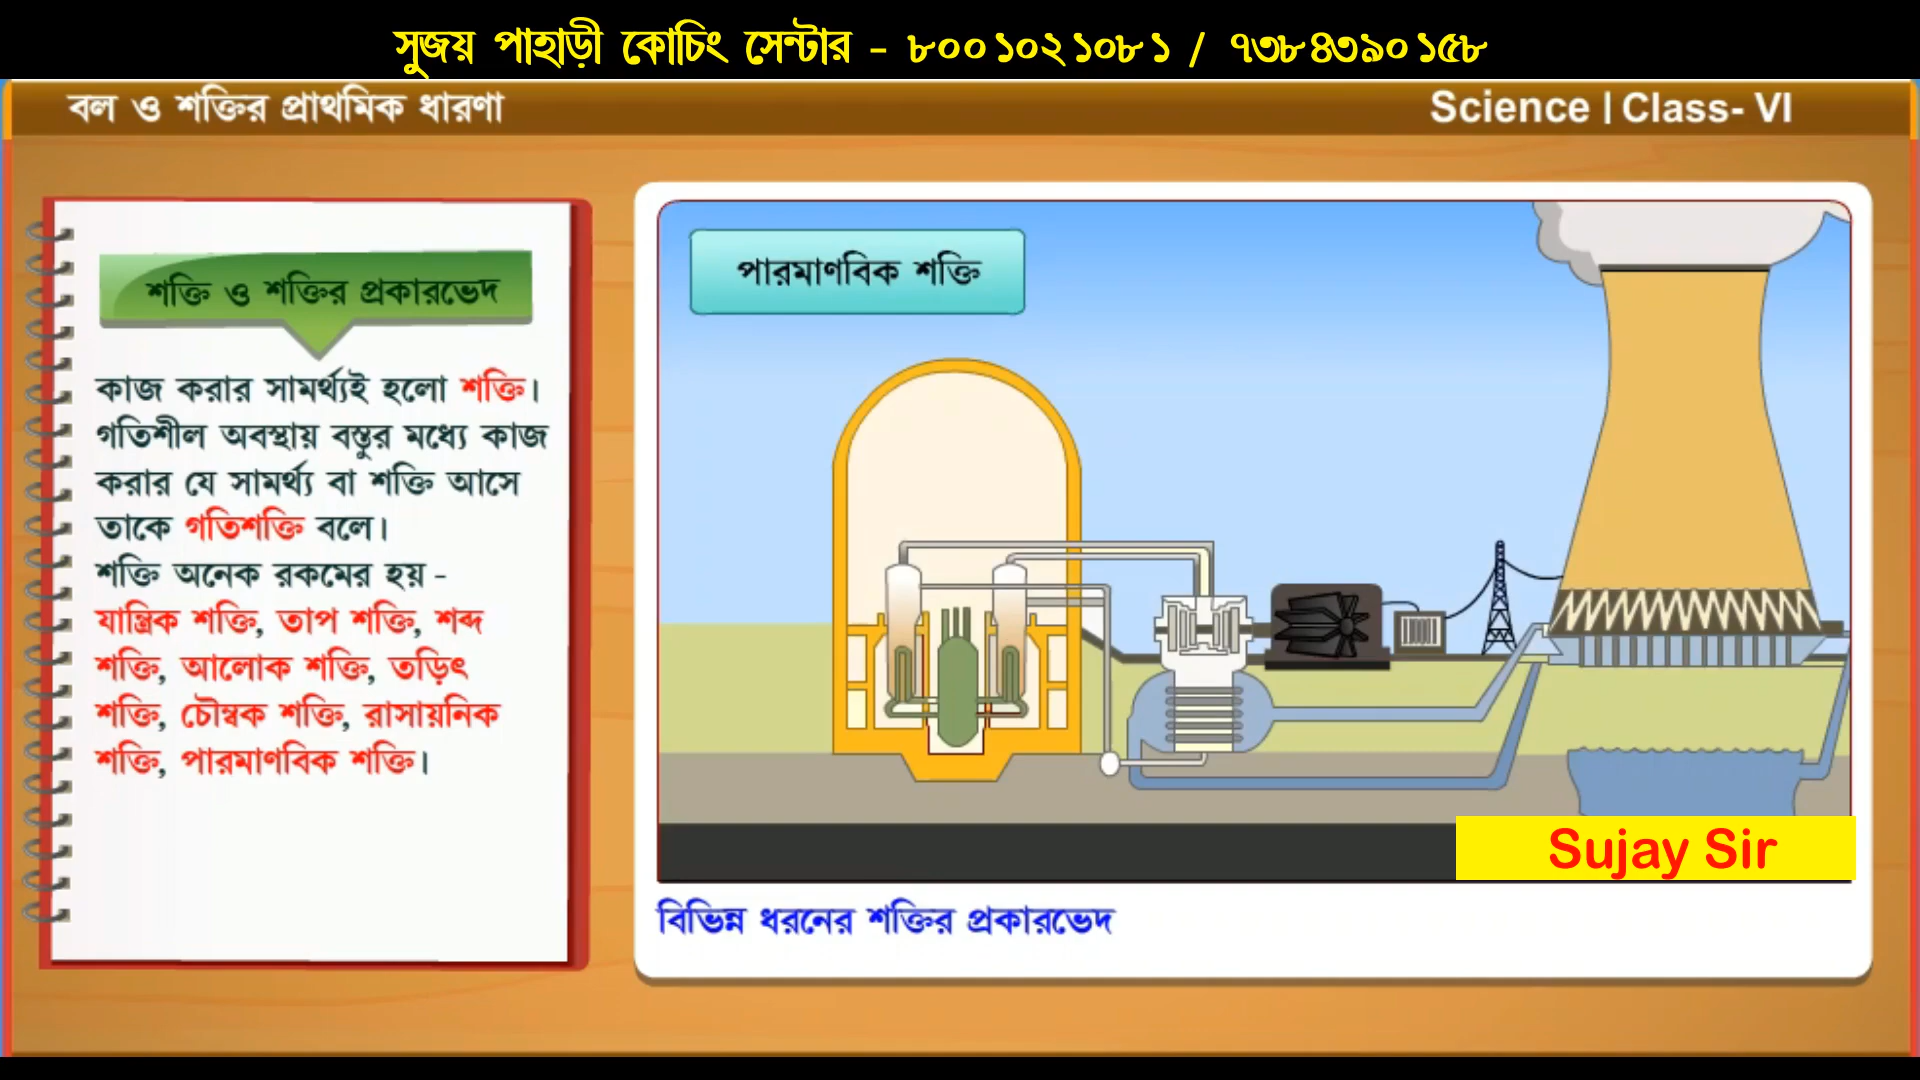 সুজয় পাহাড়ী কোচিং সেন্টার - ৮০০১০২১০৮১ / ৭৩৮৪৩৯০১৫৮
বল ও শক্তির প্রাথমিক ধারণা
Science | Class- VI
শক্তি ও শক্তির প্রকারভেদ
কাজ করার সামর্থ্যই হলো শক্তি।
গতিশীল অবস্থায় বস্তুর মধ্যে কাজ
করার যে সামর্থ্য বা শক্তি আসে
তাকে গতিশক্তি বলে।
শক্তি অনেক রকমের হয় -
যান্ত্রিক শক্তি, তাপ শক্তি, শব্দ
শক্তি, আলোক শক্তি, তড়িৎ
শক্তি, চৌম্বক শক্তি, রাসায়নিক
শক্তি, পারমাণবিক শক্তি।
পারমাণবিক শক্তি
Sujay Sir
বিভিন্ন ধরনের শক্তির প্রকারভেদ